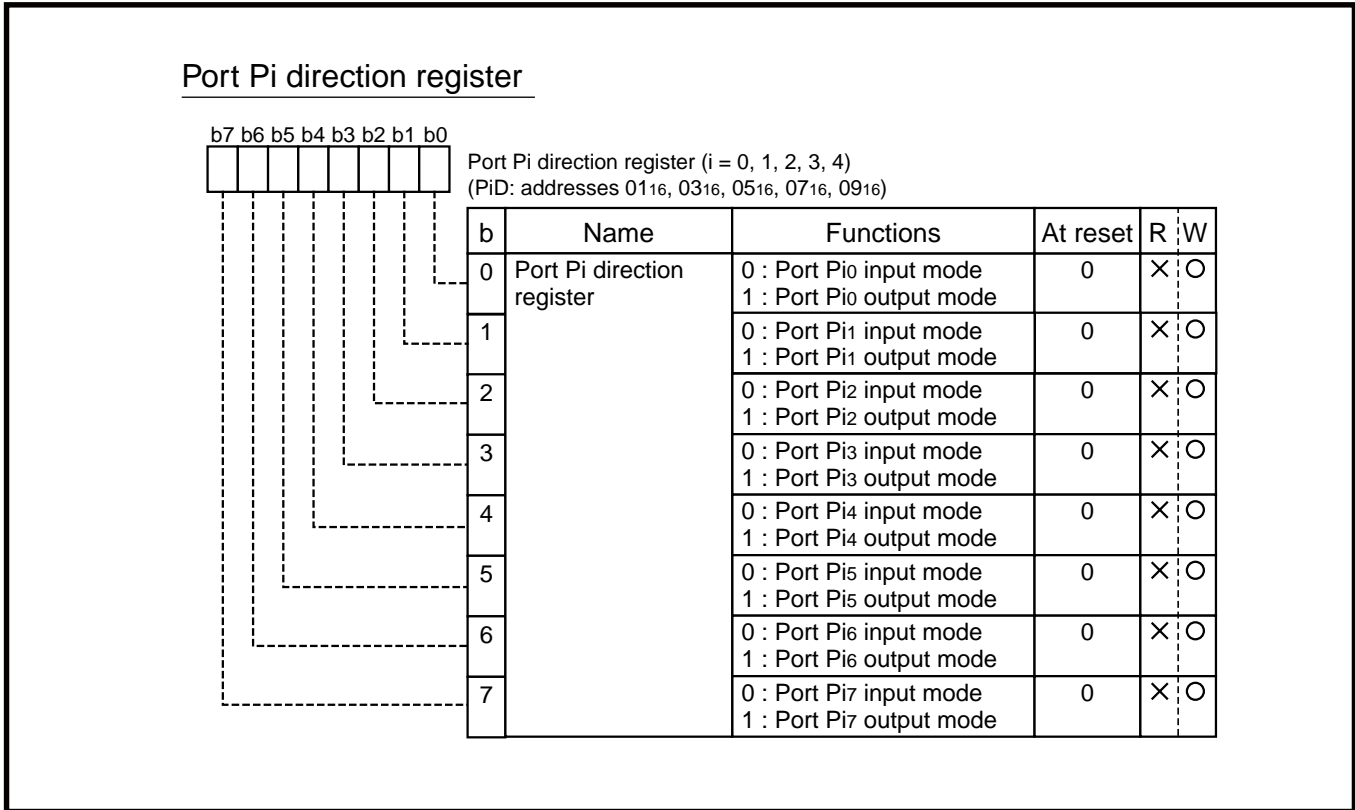 Port Pi direction register
b7 b6 b5 b4 b3 b2 b1 b0
Port Pi direction register (i = 0, 1, 2, 3, 4)
(PiD: addresses 0116, 0316, 0516, 0716, 0916)
b Name Functions At reset R W
0 Port Pi direction register 0 : Port Pi0 input mode 0 × ○
1 : Port Pi0 output mode
1 0 : Port Pi1 input mode 0 × ○
1 : Port Pi1 output mode
2 0 : Port Pi2 input mode 0 × ○
1 : Port Pi2 output mode
3 0 : Port Pi3 input mode 0 × ○
1 : Port Pi3 output mode
4 0 : Port Pi4 input mode 0 × ○
1 : Port Pi4 output mode
5 0 : Port Pi5 input mode 0 × ○
1 : Port Pi5 output mode
6 0 : Port Pi6 input mode 0 × ○
1 : Port Pi6 output mode
7 0 : Port Pi7 input mode 0 × ○
1 : Port Pi7 output mode